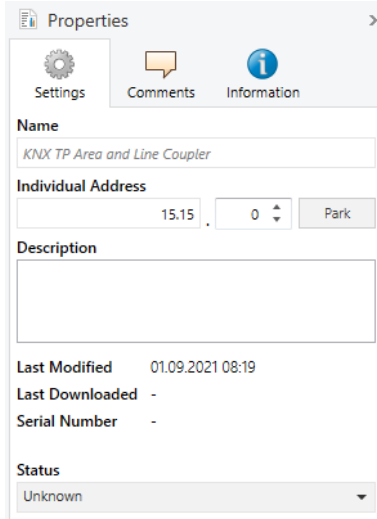 Properties
Settings Comments Information
Name
KNX TP Area and Line Coupler
Individual Address
15.15 . 0 Park
Description
Last Modified 01.09.2021 08:19
Last Downloaded -
Serial Number -
Status
Unknown